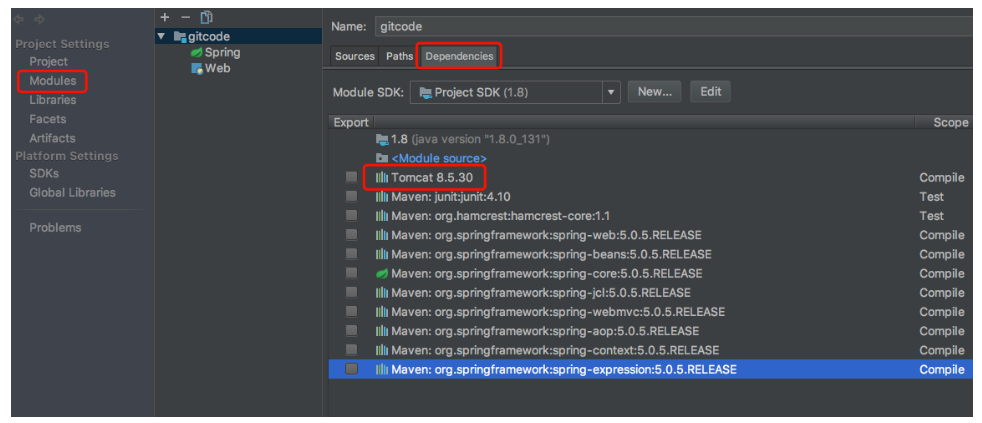 Project Settings
Project
Modules
Libraries
Facets
Artifacts
Platform Settings
SDKs
Global Libraries
Problems
gitcode
Spring
Web
Name: gitcode
Sources Paths Dependencies
Module SDK: Project SDK (1.8) New... Edit
Export Scope
1.8 (java version "1.8.0_131")
<Module source>
Tomcat 8.5.30 Compile
Maven: junit:junit:4.10 Test
Maven: org.hamcrest:hamcrest-core:1.1 Test
Maven: org.springframework:spring-web:5.0.5.RELEASE Compile
Maven: org.springframework:spring-beans:5.0.5.RELEASE Compile
Maven: org.springframework:spring-core:5.0.5.RELEASE Compile
Maven: org.springframework:spring-jcl:5.0.5.RELEASE Compile
Maven: org.springframework:spring-webmvc:5.0.5.RELEASE Compile
Maven: org.springframework:spring-aop:5.0.5.RELEASE Compile
Maven: org.springframework:spring-context:5.0.5.RELEASE Compile
Maven: org.springframework:spring-expression:5.0.5.RELEASE Compile